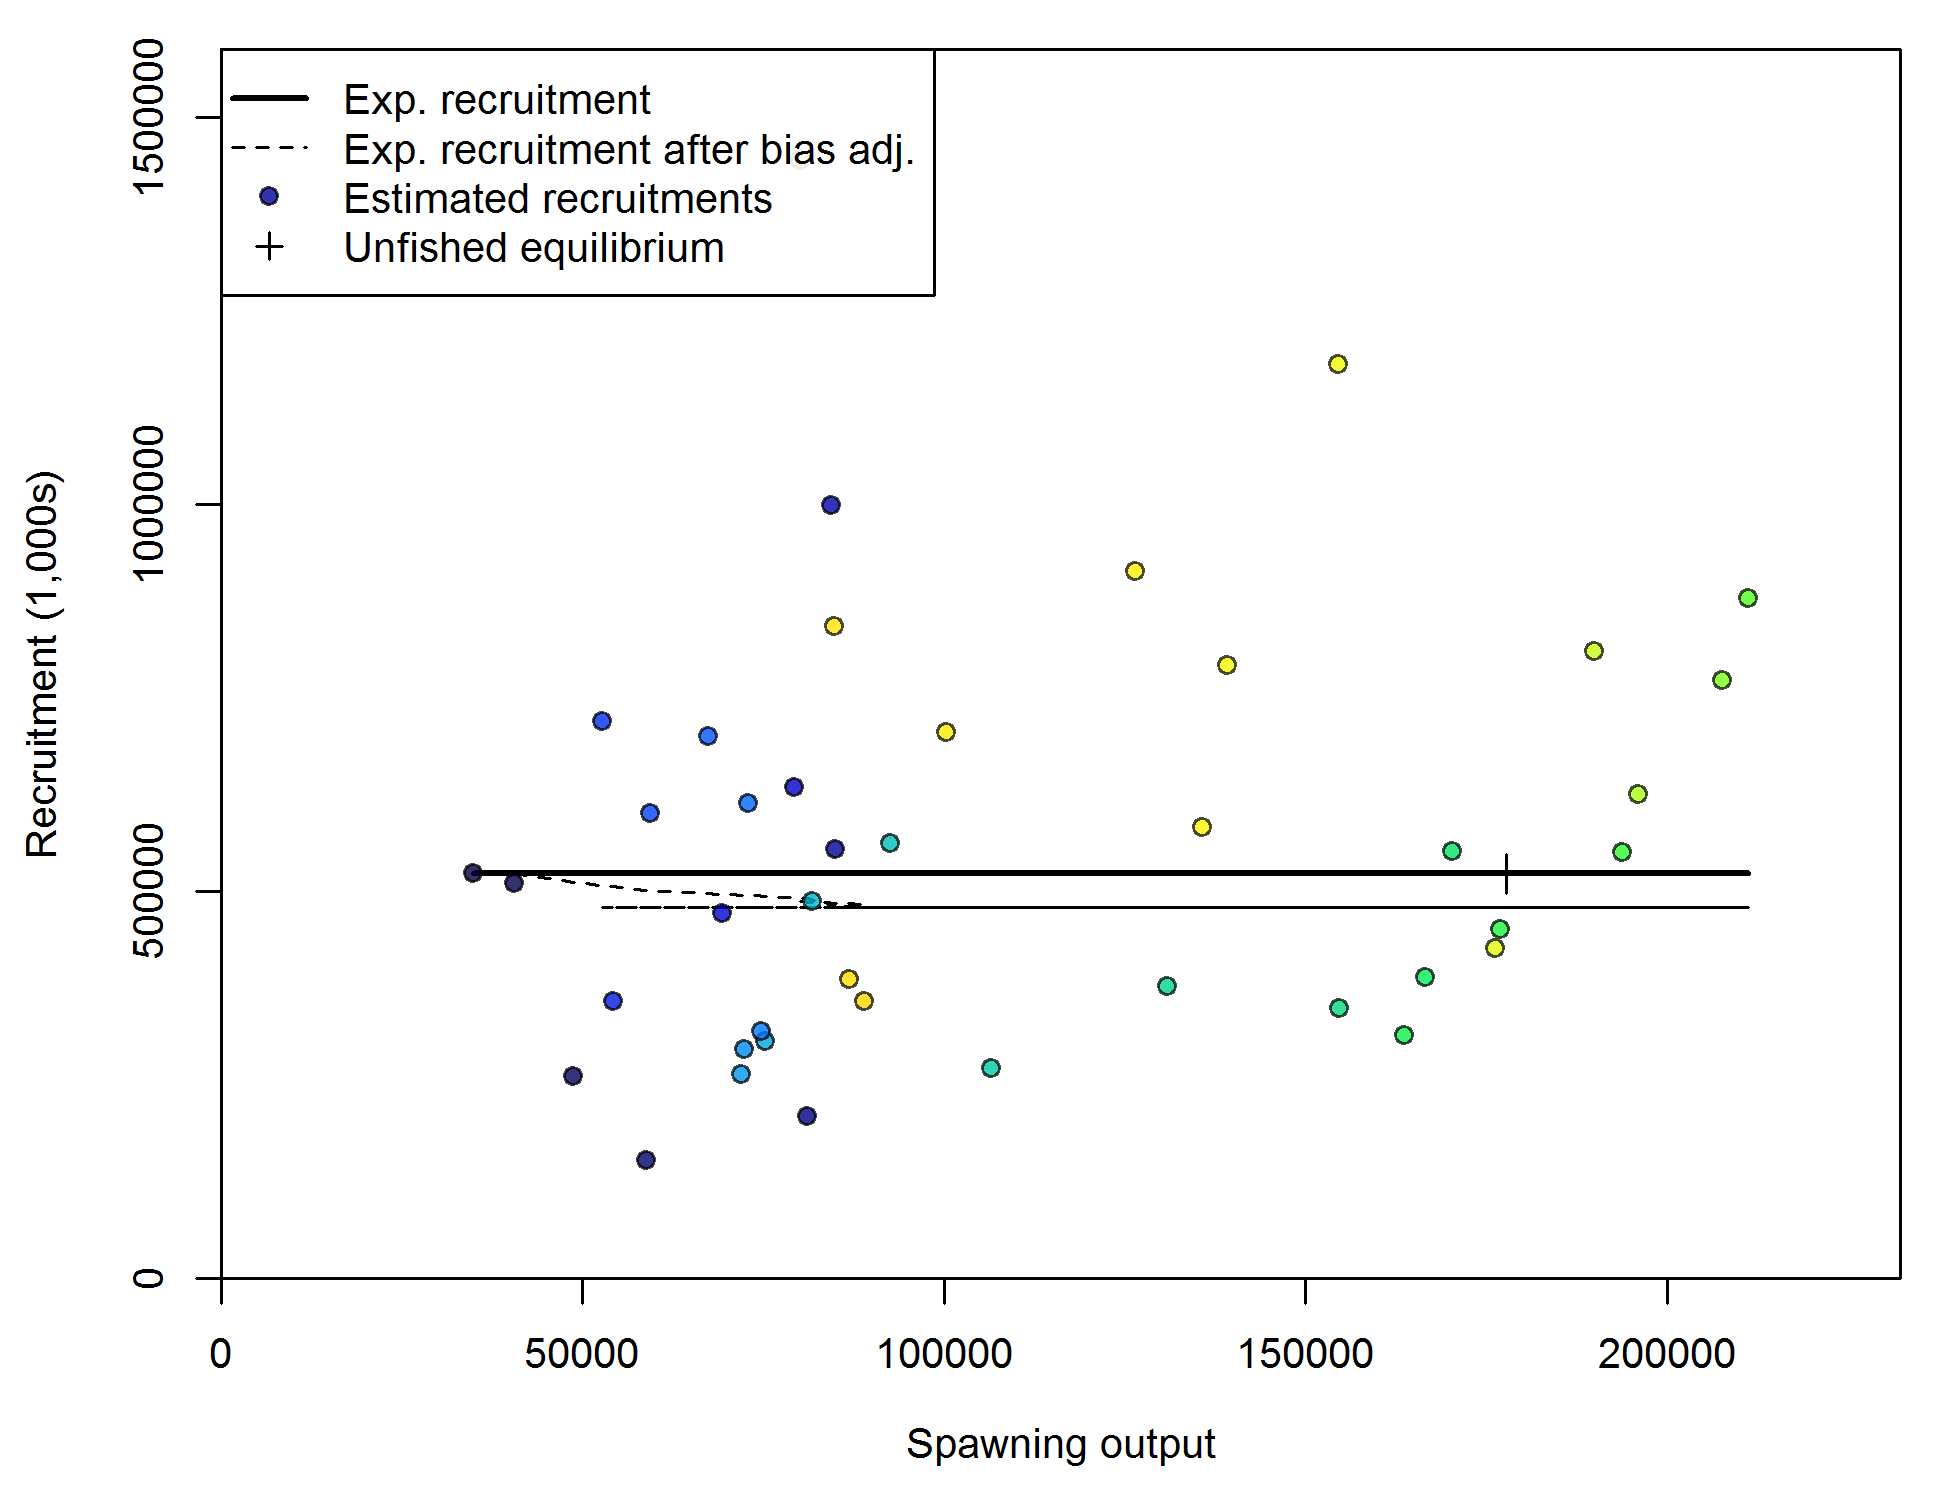 Exp. recruitment
Exp. recruitment after bias adj.
Estimated recruitments
Unfished equilibrium
Recruitment (1,000s)
1500000
1000000
500000
0
0 50000 100000 150000 200000
Spawning output